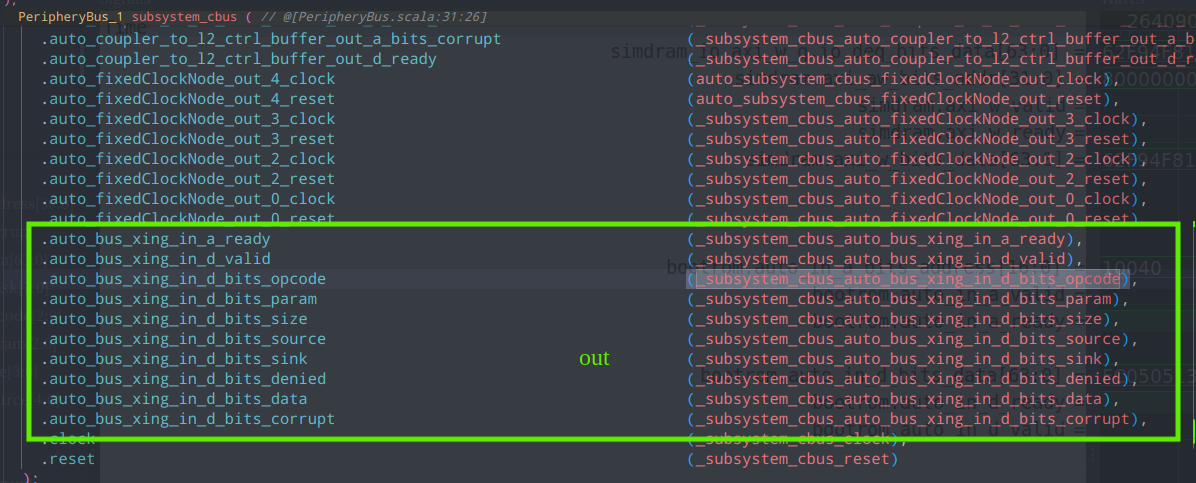 );
PeripheryBus_1 subsystem_cbus ( // @[PeripheryBus.scala:31:26]
.auto_coupler_to_l2_ctrl_buffer_out_a_bits_corrupt (_subsystem_cbus_auto_coupler_to_l2_ctrl_buffer_out_a_b
.auto_coupler_to_l2_ctrl_buffer_out_d_ready (_subsystem_cbus_auto_coupler_to_l2_ctrl_buffer_out_d_re
.auto_fixedClockNode_out_4_clock (auto_subsystem_cbus_fixedClockNode_out_clock),
.auto_fixedClockNode_out_4_reset (auto_subsystem_cbus_fixedClockNode_out_reset),
.auto_fixedClockNode_out_3_clock (_subsystem_cbus_auto_fixedClockNode_out_3_clock),
.auto_fixedClockNode_out_3_reset (_subsystem_cbus_auto_fixedClockNode_out_3_reset),
.auto_fixedClockNode_out_2_clock (_subsystem_cbus_auto_fixedClockNode_out_2_clock),
.auto_fixedClockNode_out_2_reset (_subsystem_cbus_auto_fixedClockNode_out_2_reset),
.auto_fixedClockNode_out_0_clock (_subsystem_cbus_auto_fixedClockNode_out_0_clock),
.auto_fixedClockNode_out_0_reset (_subsystem_cbus_auto_fixedClockNode_out_0_reset),
.auto_bus_xing_in_a_ready (_subsystem_cbus_auto_bus_xing_in_a_ready),
.auto_bus_xing_in_d_valid (_subsystem_cbus_auto_bus_xing_in_d_valid),
.auto_bus_xing_in_d_bits_opcode (_subsystem_cbus_auto_bus_xing_in_d_bits_opcode),
.auto_bus_xing_in_d_bits_param (_subsystem_cbus_auto_bus_xing_in_d_bits_param),
.auto_bus_xing_in_d_bits_size (_subsystem_cbus_auto_bus_xing_in_d_bits_size),
.auto_bus_xing_in_d_bits_source (_subsystem_cbus_auto_bus_xing_in_d_bits_source),
.auto_bus_xing_in_d_bits_sink (_subsystem_cbus_auto_bus_xing_in_d_bits_sink),
out
.auto_bus_xing_in_d_bits_denied (_subsystem_cbus_auto_bus_xing_in_d_bits_denied),
.auto_bus_xing_in_d_bits_data (_subsystem_cbus_auto_bus_xing_in_d_bits_data),
.auto_bus_xing_in_d_bits_corrupt (_subsystem_cbus_auto_bus_xing_in_d_bits_corrupt),
.clock (_subsystem_cbus_clock),
.reset (_subsystem_cbus_reset)
);